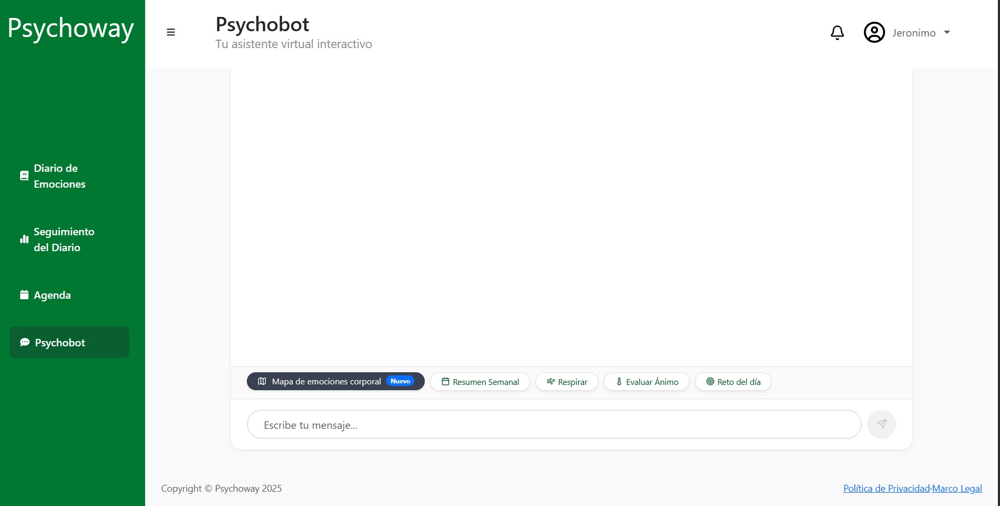 Psychoway
Psychobot
Tu asistente virtual interactivo
Jeronimo
Diario de
Emociones
Seguimiento
del Diario
Agenda
Psychobot
Mapa de emociones corporal Nuevo
Resumen Semanal
Respirar
Evaluar Ánimo
Reto del día
Escribe tu mensaje...
Copyright © Psychoway 2025
Política de Privacidad·Marco Legal